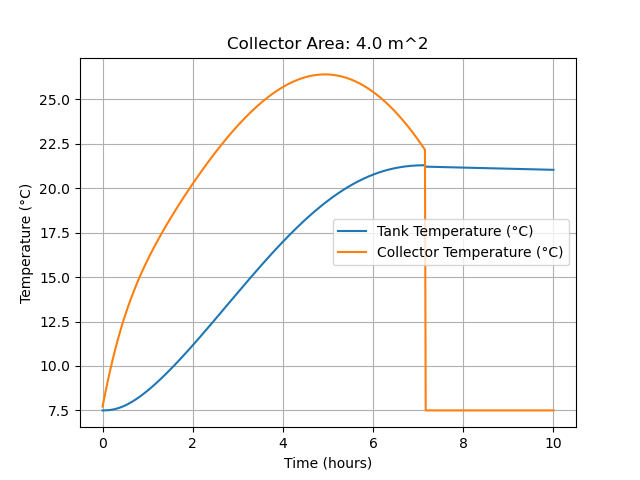 Collector Area: 4.0 m^2
Temperature (°C)
25.0
22.5
20.0
17.5
15.0
12.5
10.0
7.5
Tank Temperature (°C)
Collector Temperature (°C)
0 2 4 6 8 10
Time (hours)